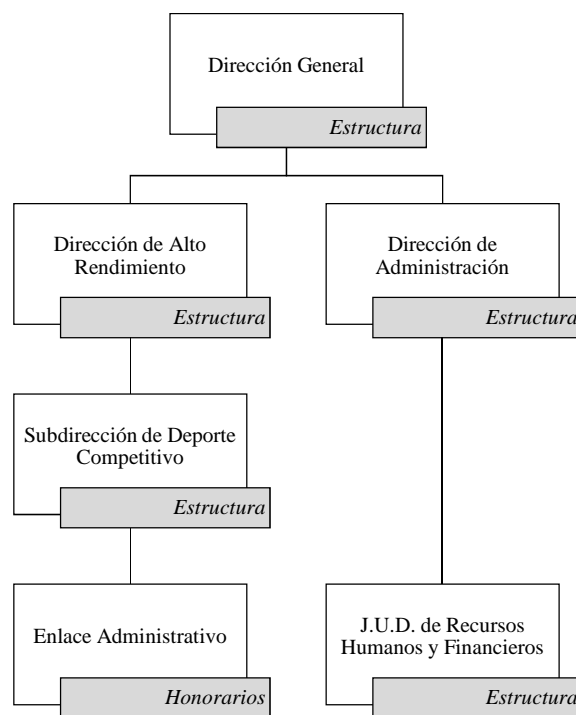 Dirección General
Estructura
Dirección de Alto
Rendimiento
Estructura
Dirección de
Administración
Estructura
Subdirección de Deporte
Competitivo
Estructura
Enlace Administrativo
Honorarios
J.U.D. de Recursos
Humanos y Financieros
Estructura